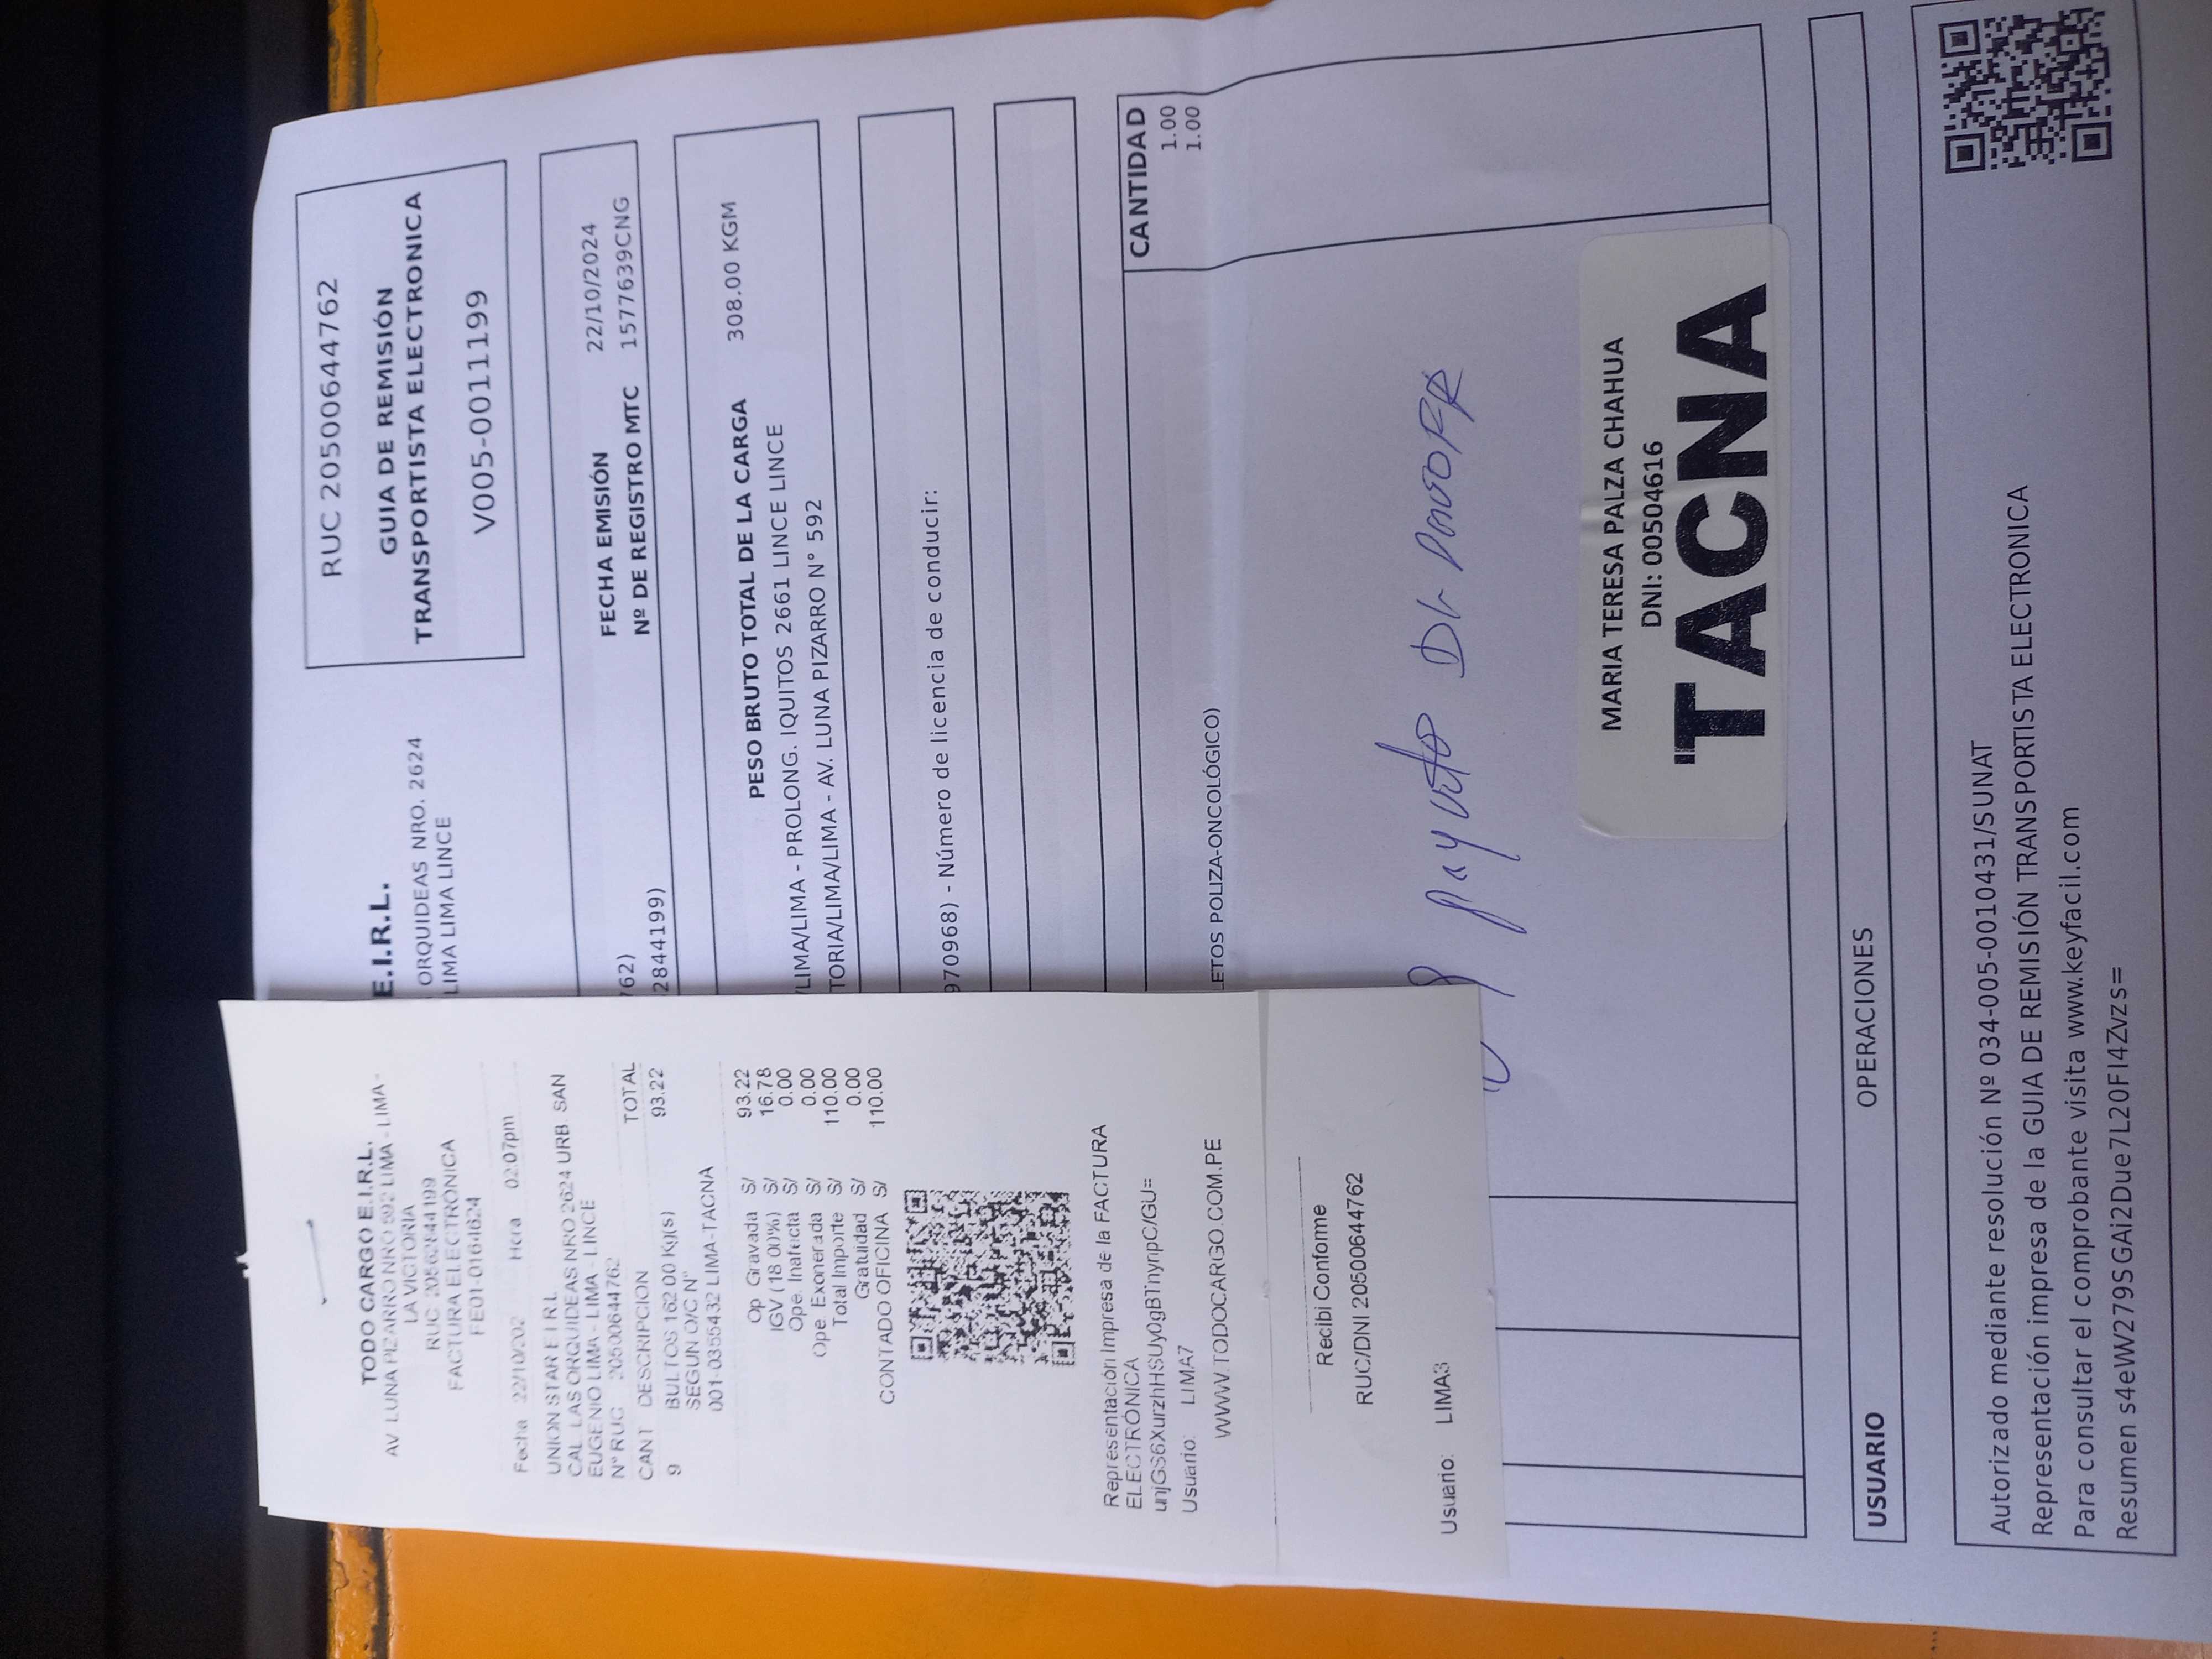 TODO CARGO E.I.R.L.
AV. LUNA PIZARRO NRO 592 LIMA - LIMA -
LA VICTORIA
RUC 20562844199
FACTURA ELECTRÓNICA
FE01-0164624
Fecha 22/10/202 Hora 02:07pm
UNION STAR E I R L
CAL LAS ORQUIDEAS NRO 2624 URB SAN
EUGENIO LIMA - LIMA - LINCE
N° RUC 20500644762
CANT DESCRIPCION TOTAL
9 BULTOS 162.00 Kg(s) 93.22
SEGUN O/C N°
001-0355432 LIMA-TACNA
Op Gravada S/ 93.22
IGV (18.00%) S/ 16.78
Ope. Inafecta S/ 0.00
Ope. Exonerada S/ 0.00
Total Importe S/ 110.00
Gratuidad S/ 0.00
CONTADO OFICINA S/ 110.00
Representación Impresa de la FACTURA
ELECTRÓNICA
Usuario: LIMA7
WWW.TODOCARGO.COM.PE
Recibi Conforme
RUC/DNI 20500644762
Usuario: LIMA3
E.I.R.L.
ORQUIDEAS NRO. 2624
LIMA LIMA LINCE
RUC 20500644762
GUIA DE REMISIÓN
TRANSPORTISTA ELECTRONICA
V005-0011199
FECHA EMISIÓN 22/10/2024
762) Nº DE REGISTRO MTC 1577639CNG
2844199)
PESO BRUTO TOTAL DE LA CARGA 308.00 KGM
/LIMA/LIMA - PROLONG. IQUITOS 2661 LINCE LINCE
TORIA/LIMA/LIMA - AV. LUNA PIZARRO N° 592
970968) - Número de licencia de conducir:
CANTIDAD
1.00
ETOS POLIZA-ONCOLÓGICO) 1.00
MARIA TERESA PALZA CHAHUA
DNI: 00504616
TACNA
USUARIO OPERACIONES
Autorizado mediante resolución Nº 034-005-0010431/SUNAT
Representación impresa de la GUIA DE REMISIÓN TRANSPORTISTA ELECTRONICA
Para consultar el comprobante visita www.keyfacil.com
Resumen s4eWW279SGAi2Due7L20FI4Zvzs=